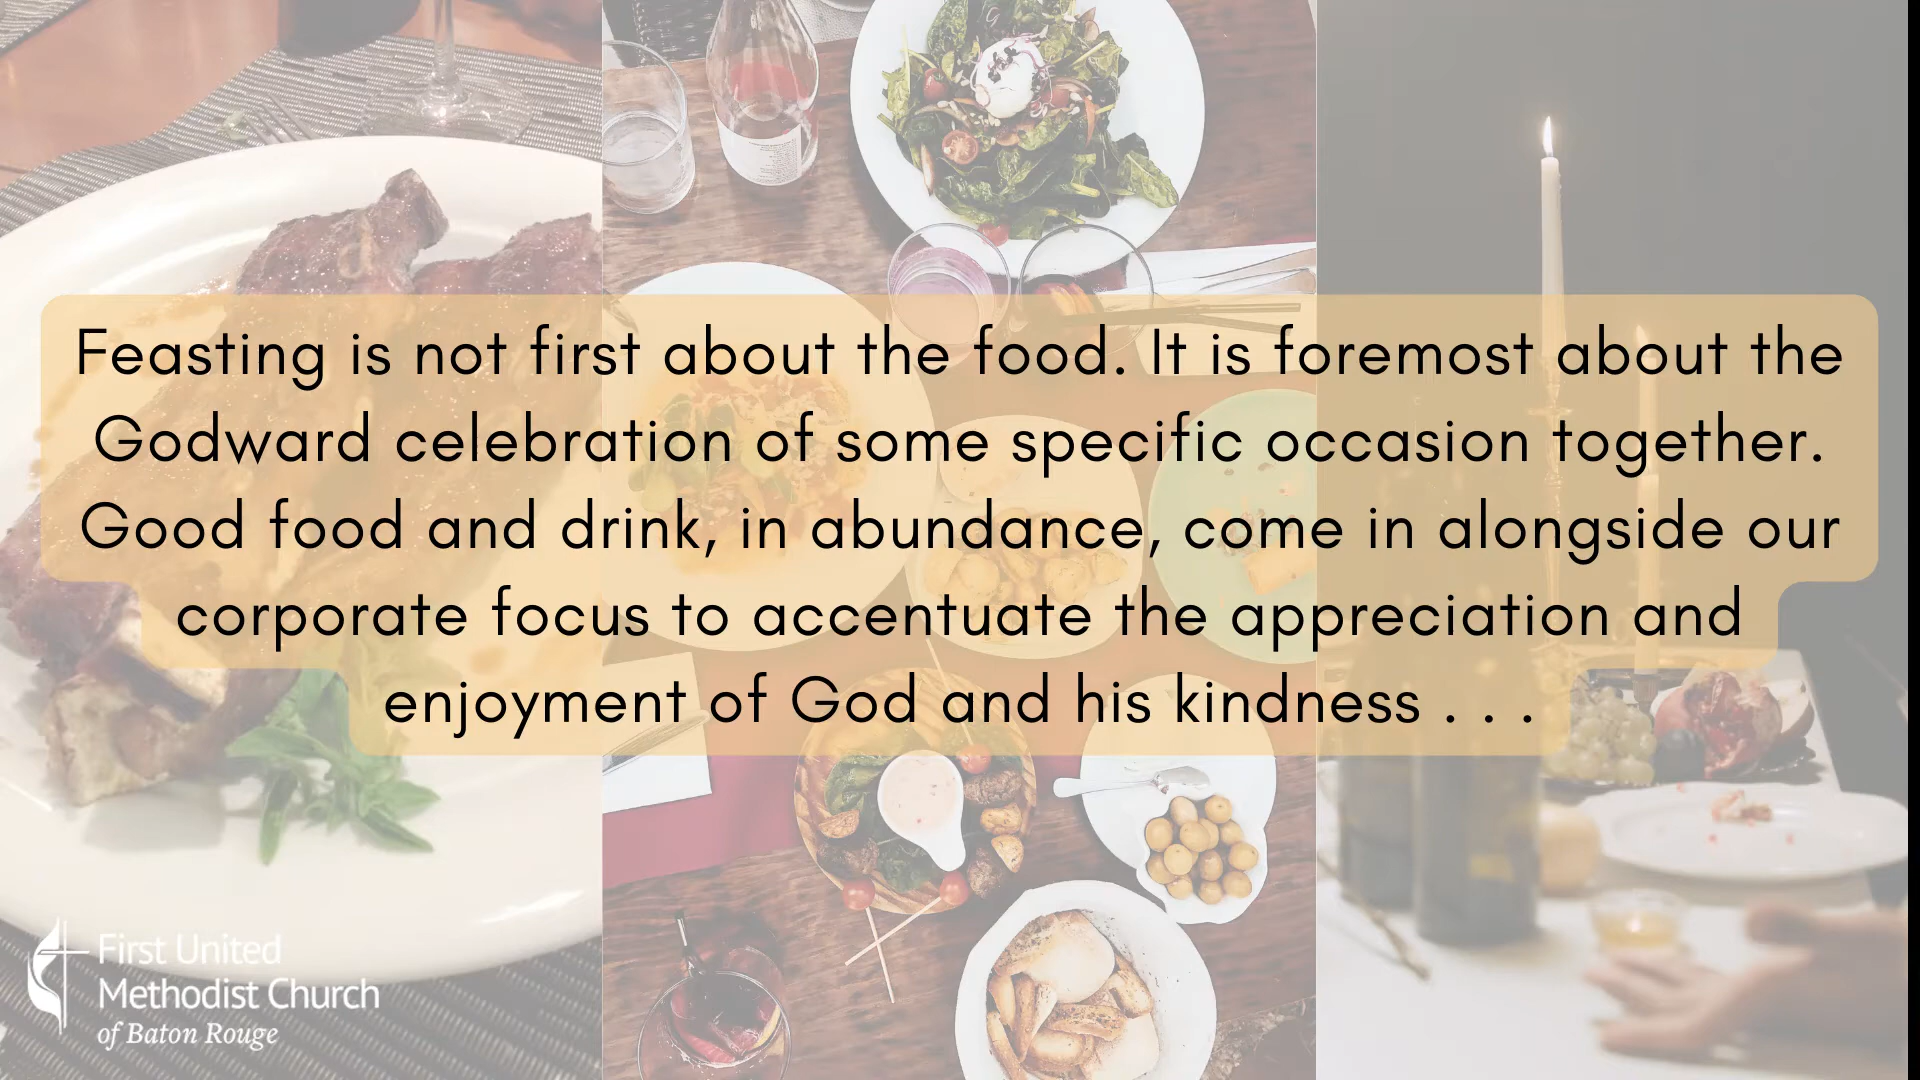 Feasting is not first about the food. It is foremost about the
Godward celebration of some specific occasion together.
Good food and drink, in abundance, come in alongside our
corporate focus to accentuate the appreciation and
enjoyment of God and his kindness . . .
First United
Methodist Church
of Baton Rouge